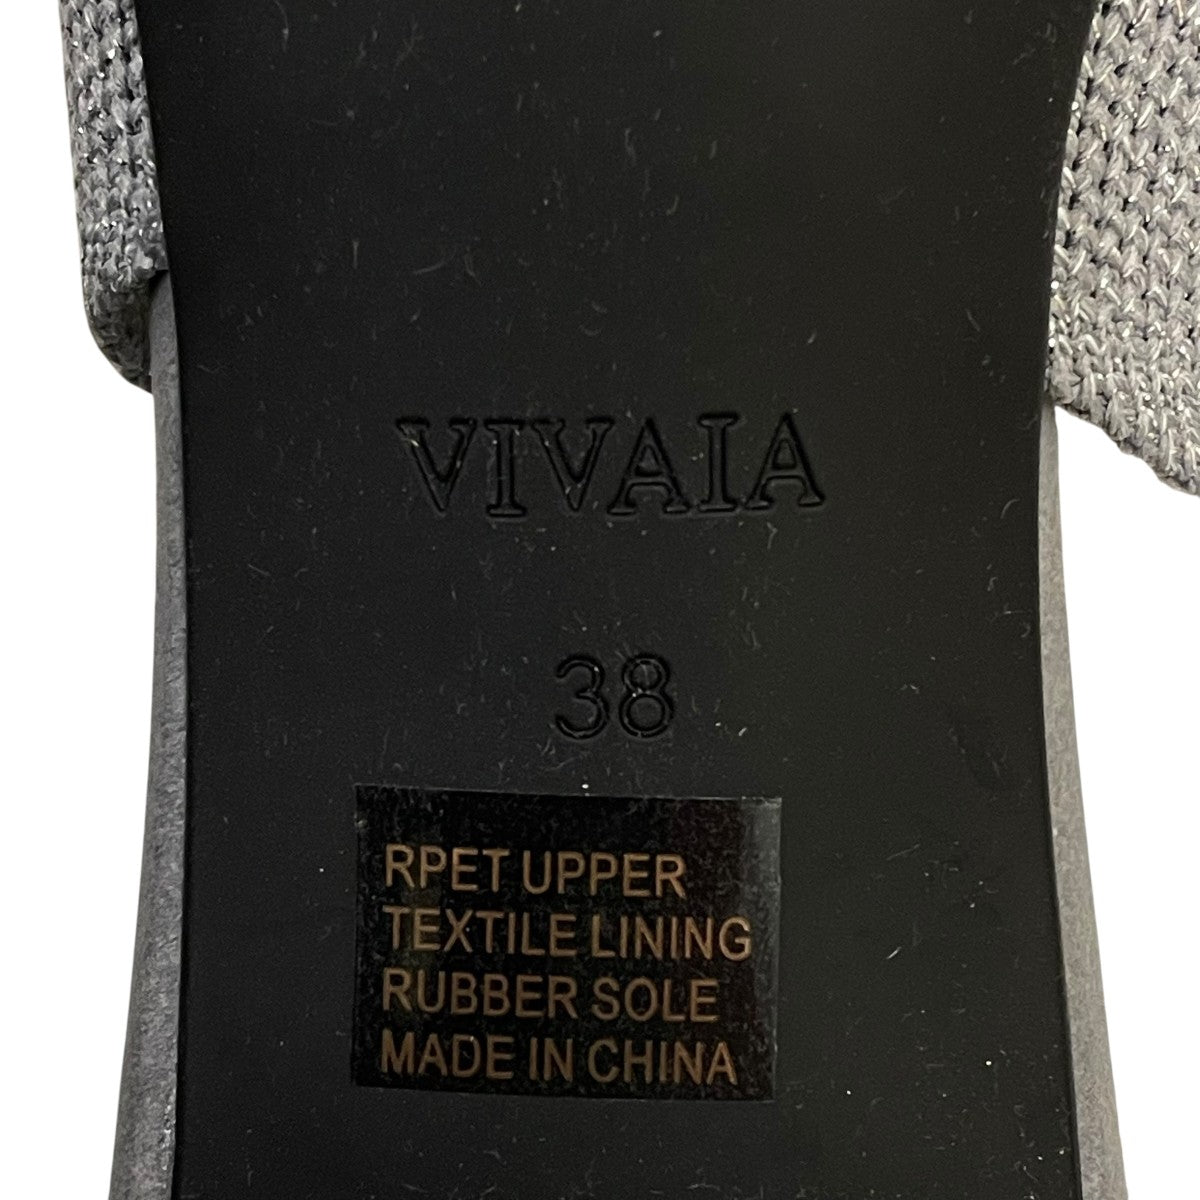 VIVAIA
38
RPET UPPER
TEXTILE LINING
RUBBER SOLE
MADE IN CHINA